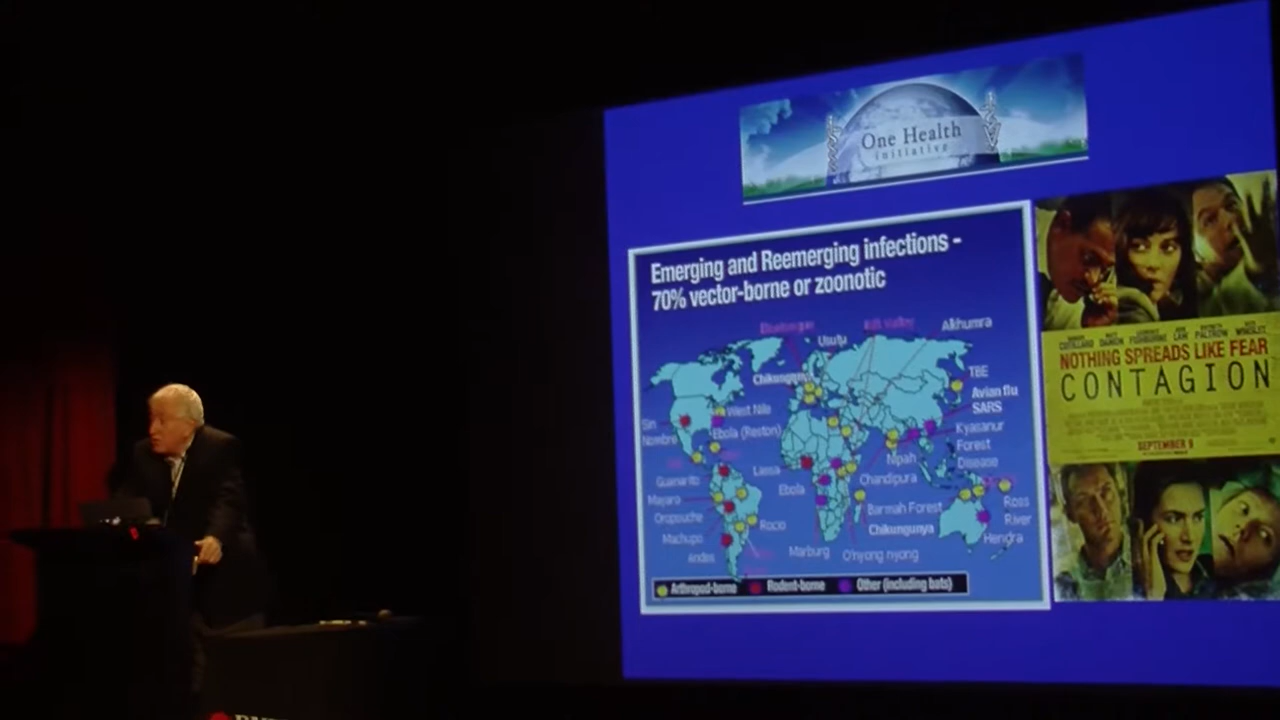 One Health
initiative
Emerging and Reemerging infections -
70% vector-borne or zoonotic
Alkhumra
Usutu
TBE
Avian flu
SARS
West Nile
Ebola (Reston)
Sin
Nombre
Kyasanur
Forest
Disease
Nipah
Lassa
Guanarito
Chandipura
Ebola
Mayaro
Ross
River
Barmah Forest
Oropouche
Rocio
Chikungunya
Machupo
Hendra
Andes
Marburg
O'nyong nyong
Arthropod-borne
Rodent-borne
Other (including bats)
NOTHING SPREADS LIKE FEAR
CONTAGION
SEPTEMBER 9